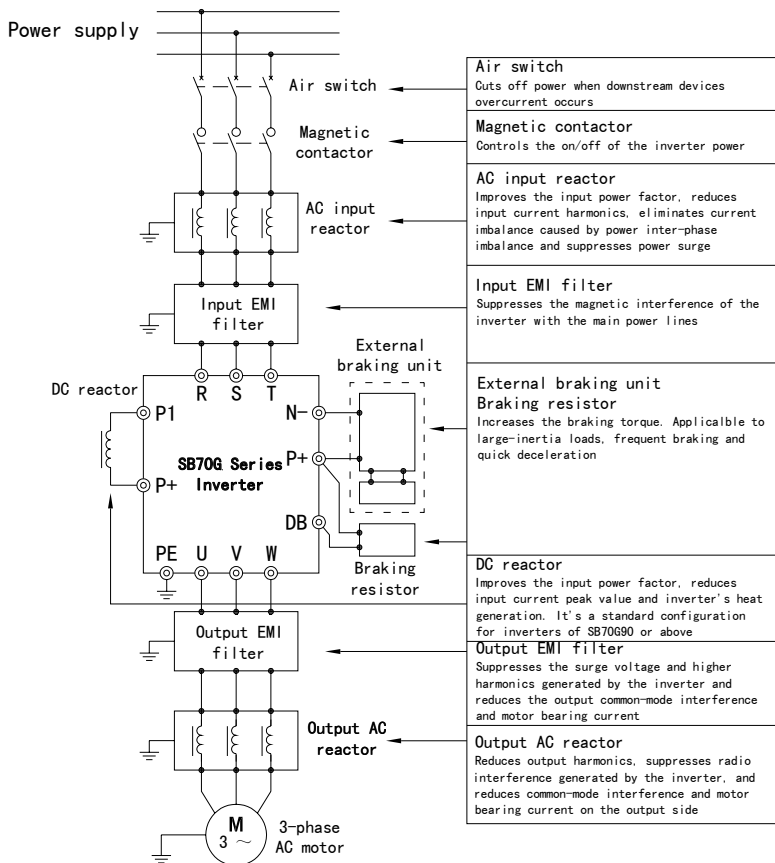 Power supply
Air switch
Magnetic
contactor
AC input
reactor
Input EMI
filter
External
braking unit
DC reactor
R S T
P1
N-
SB70G Series
Inverter
P+
P+
DB
PE U V W
Braking
resistor
Output EMI
filter
Output AC
reactor
M
3 ~
3-phase
AC motor
Air switch
Cuts off power when downstream devices
overcurrent occurs
Magnetic contactor
Controls the on/off of the inverter power
AC input reactor
Improves the input power factor, reduces
input current harmonics, eliminates current
imbalance caused by power inter-phase
imbalance and suppresses power surge
Input EMI filter
Suppresses the magnetic interference of the
inverter with the main power lines
External braking unit
Braking resistor
Increases the braking torque. Applicalble to
large-inertia loads, frequent braking and
quick deceleration
DC reactor
Improves the input power factor, reduces
input current peak value and inverter's heat
generation. It's a standard configuration
for inverters of SB70G90 or above
Output EMI filter
Suppresses the surge voltage and higher
harmonics generated by the inverter and
reduces the output common-mode interference
and motor bearing current
Output AC reactor
Reduces output harmonics, suppresses radio
interference generated by the inverter, and
reduces common-mode interference and motor
bearing current on the output side